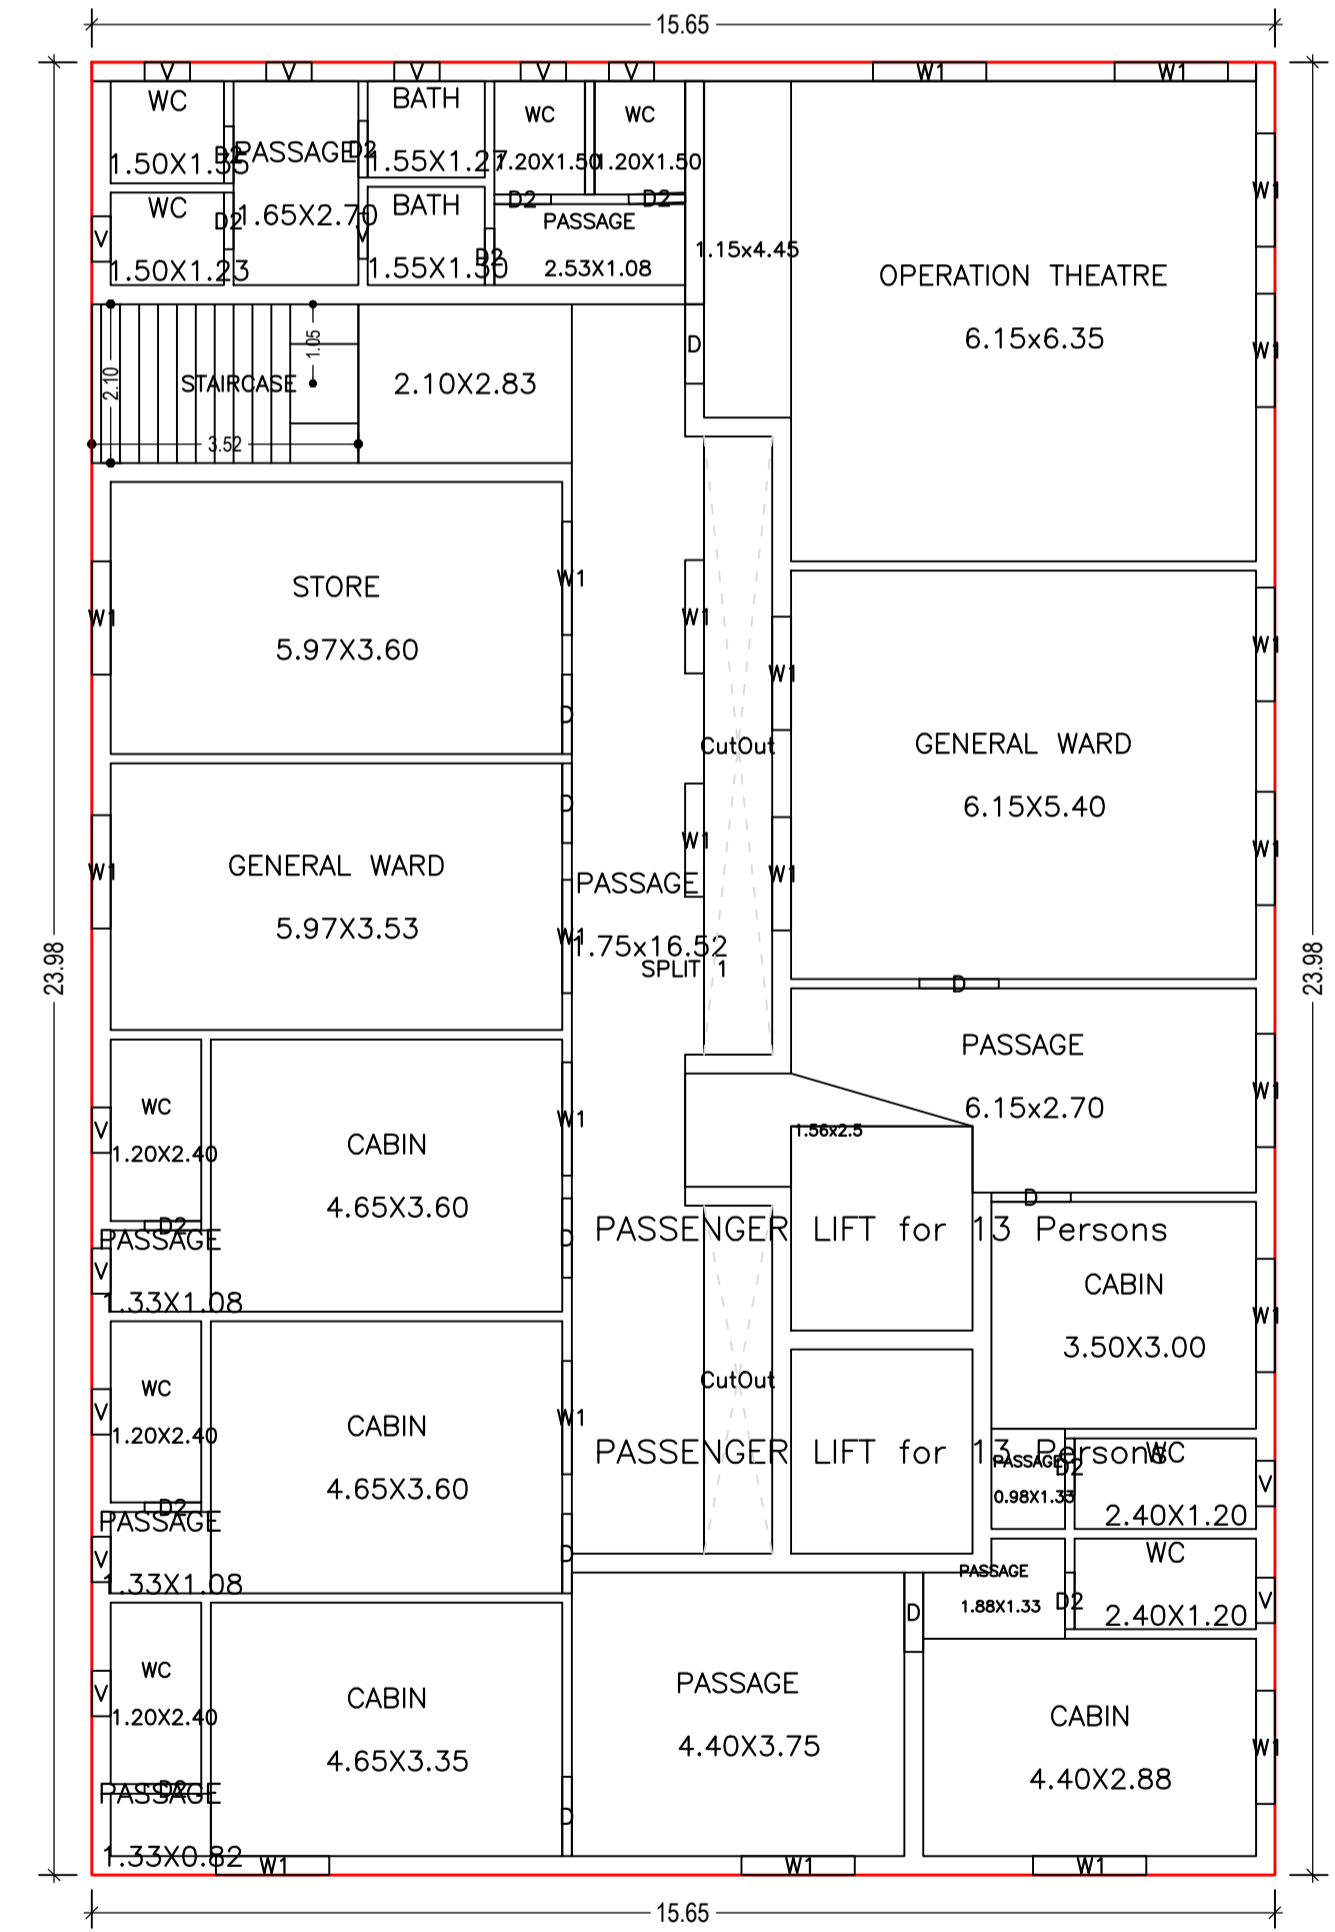 15.65
V
V
V
V
V
W1
W1
WC
1.50X1.35
D2
PASSAGE
1.65X2.70
D2
BATH
1.55X1.27
WC
1.20X1.50
WC
1.20X1.50
D2
D2
W1
V
WC
1.50X1.23
D2
V
BATH
1.55X1.50
D2
PASSAGE
2.53X1.08
1.15x4.45
OPERATION THEATRE
6.15x6.35
W1
D
2.10
STAIRCASE
1.05
3.52
2.10X2.83
W1
STORE
5.97X3.60
W1
D
W1
W1
CutOut
GENERAL WARD
6.15X5.40
W1
W1
W1
GENERAL WARD
5.97X3.53
D
W1
W1
PASSAGE
1.75x16.52
SPLIT 1
W1
23.98
23.98
D
PASSAGE
6.15x2.70
W1
1.56x2.5
V
WC
1.20X2.40
D2
CABIN
4.65X3.60
W1
D
V
PASSAGE
1.33X1.08
PASSENGER LIFT for 13 Persons
D
CABIN
3.50X3.00
W1
V
WC
1.20X2.40
D2
CABIN
4.65X3.60
W1
D
V
PASSAGE
1.33X1.08
CutOut
PASSENGER LIFT for 13 Persons
PASSAGE
0.98X1.33
D2
WC
2.40X1.20
V
PASSAGE
1.88X1.33
D2
WC
2.40X1.20
V
V
WC
1.20X2.40
D2
PASSAGE
1.33X0.82
CABIN
4.65X3.35
D
W1
PASSAGE
4.40X3.75
D
W1
CABIN
4.40X2.88
W1
W1
15.65